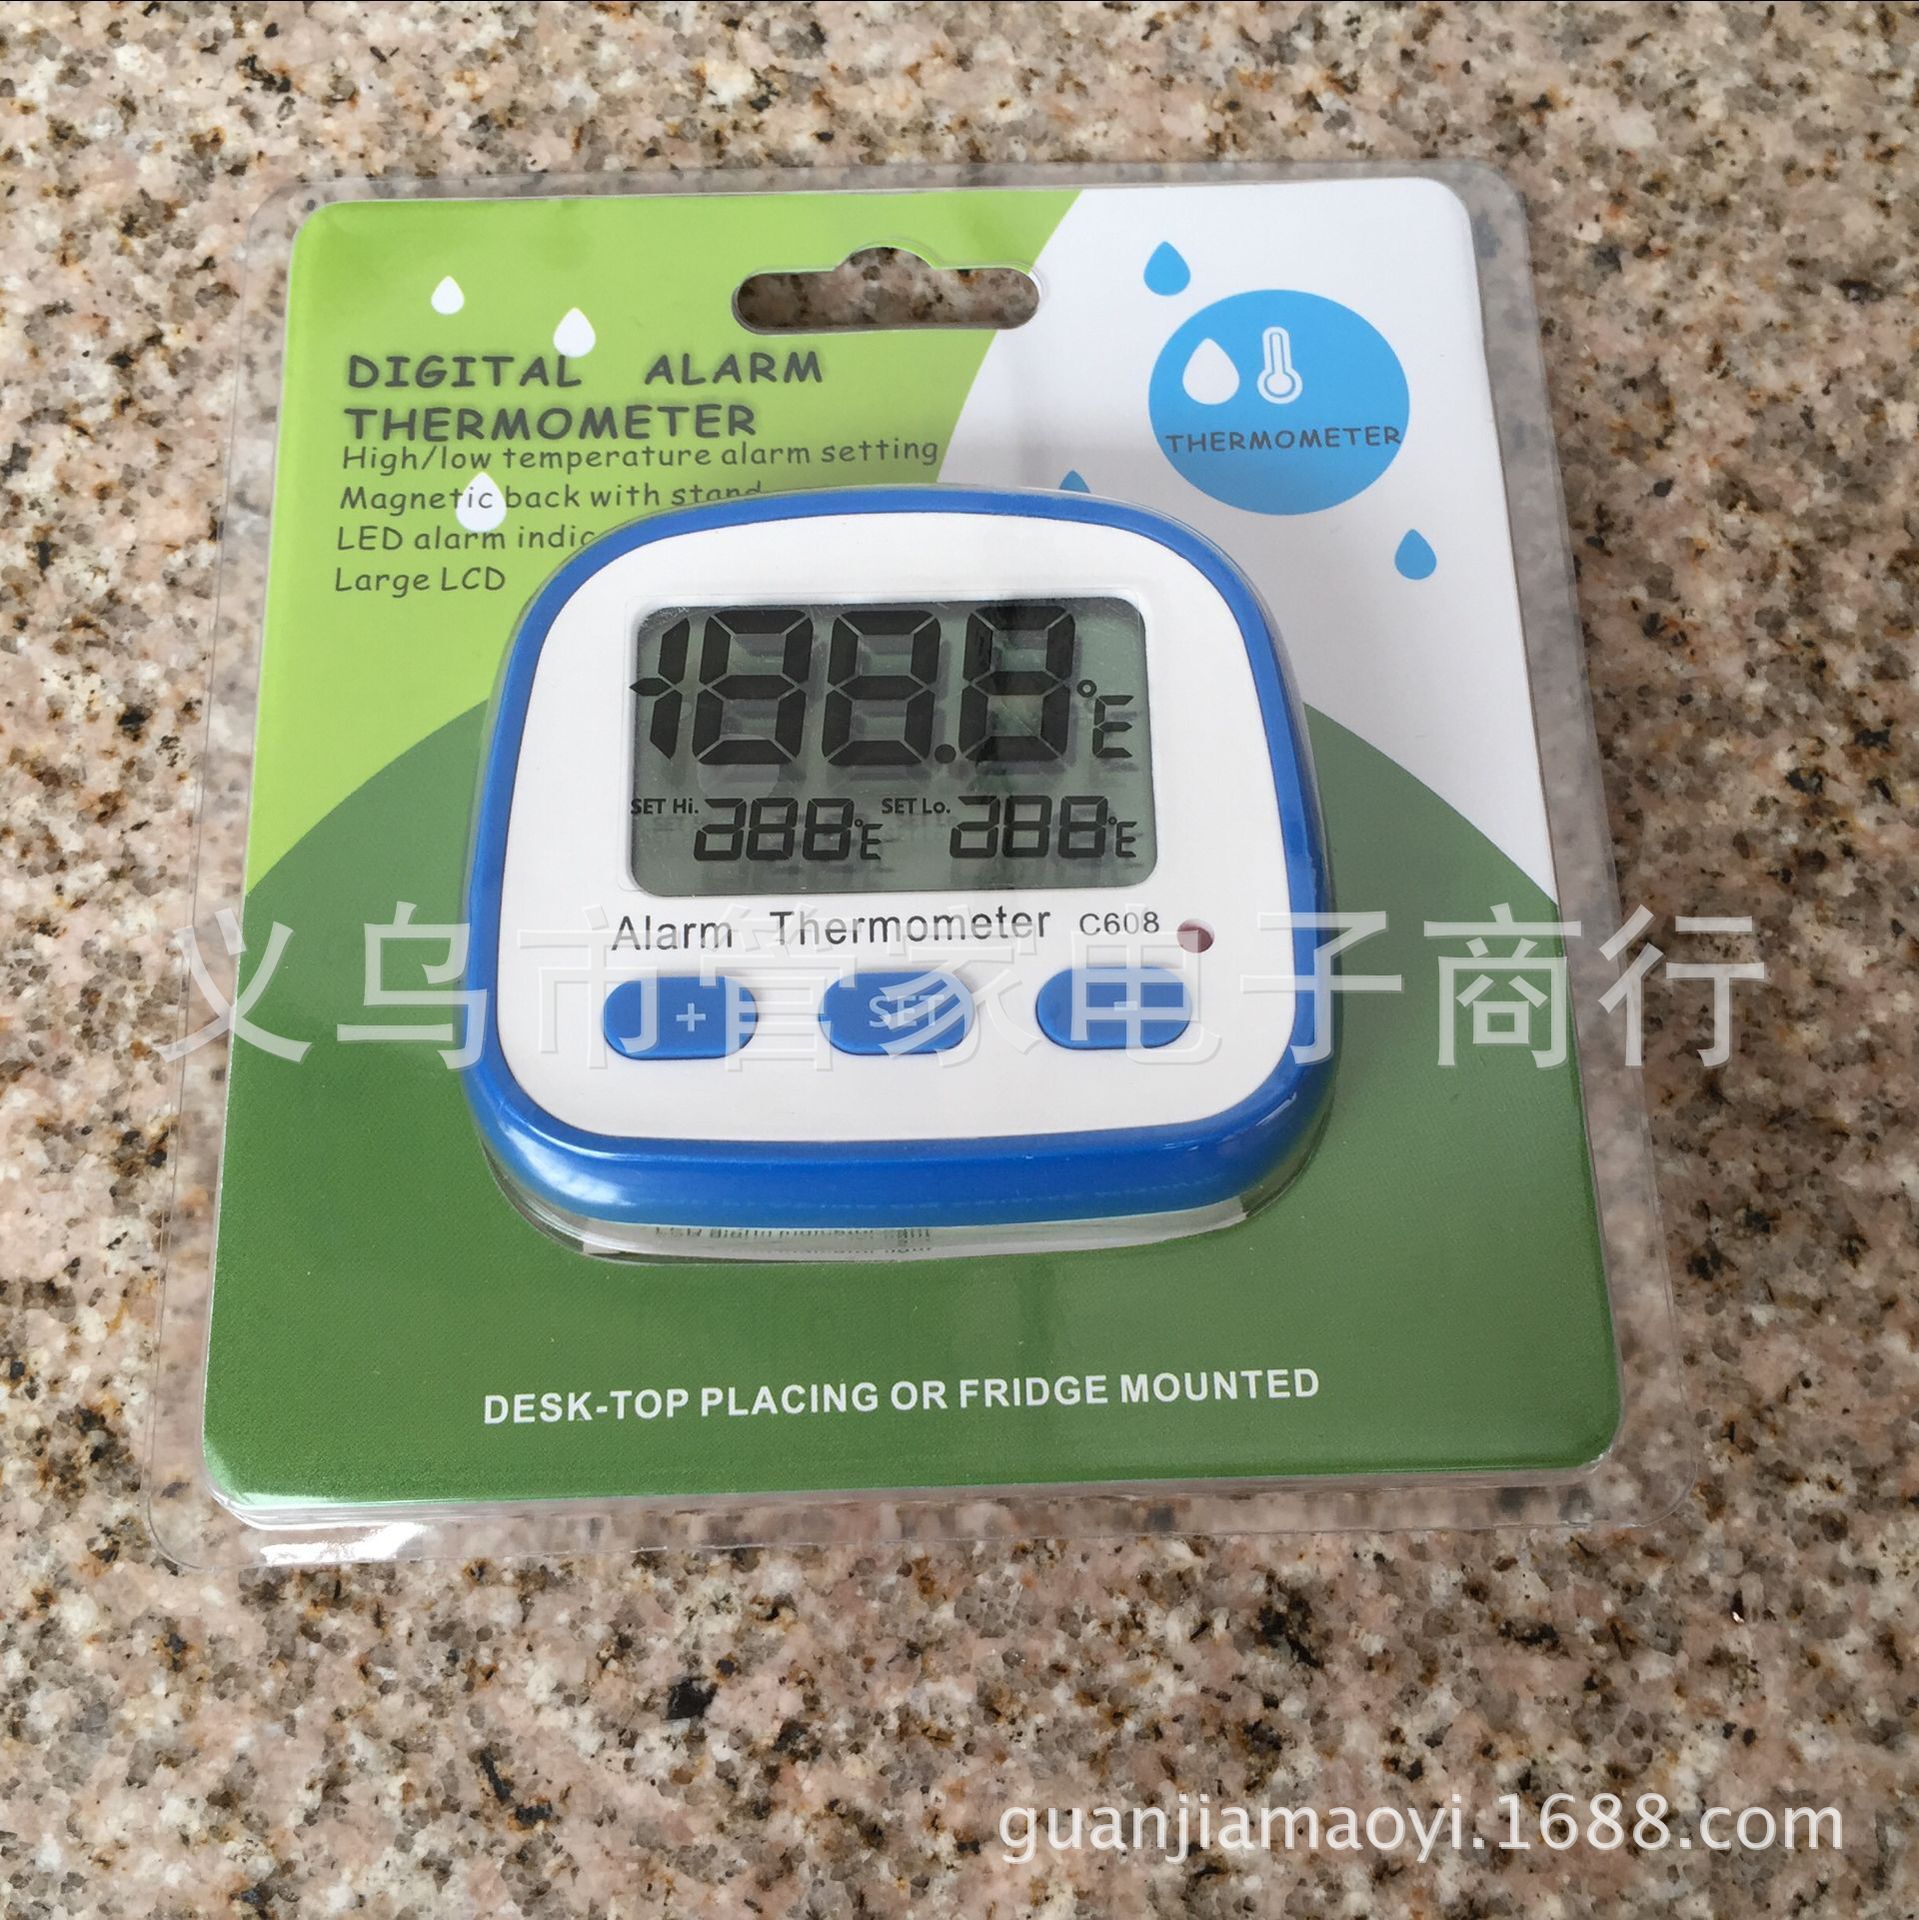 DIGITAL ALARM
THERMOMETER
High/low temperature alarm setting
Magnetic back with stand
LED alarm indic
Large LCD
THERMOMETER
-188.8°E
SET Hi. 288°E SET Lo. 288°E
Alarm Thermometer C608
+ SET -
义乌市管家电子商行
DESK-TOP PLACING OR FRIDGE MOUNTED
guanjiamaoyi.1688.com